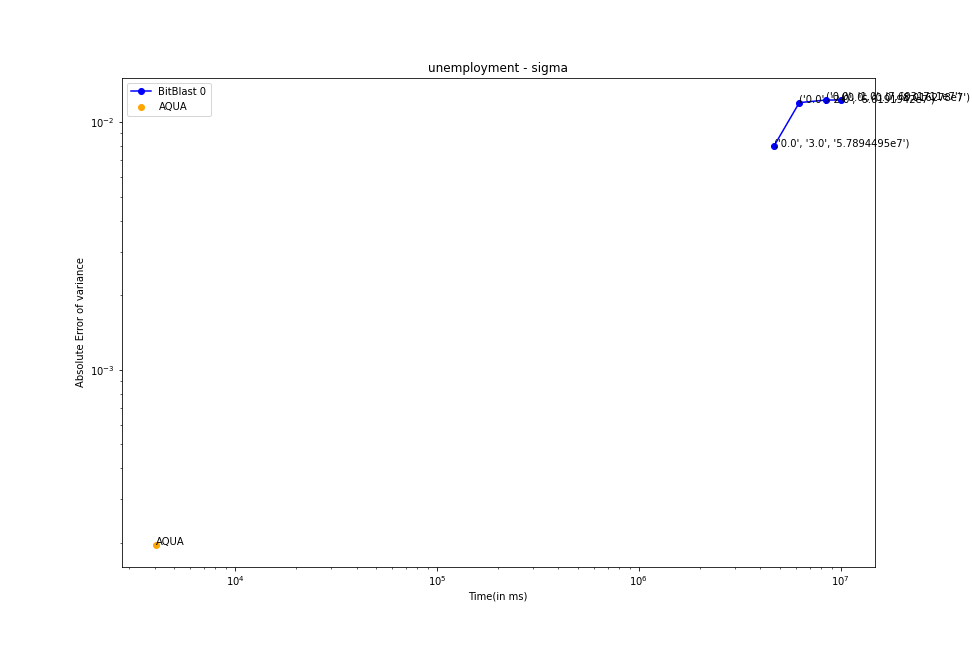 unemployment - sigma
BitBlast 0
AQUA
('0.0', '3.0', '5.7894495e7')
AQUA
Absolute Error of variance
10⁻²
10⁻³
10⁴
10⁵
10⁶
10⁷
Time(in ms)